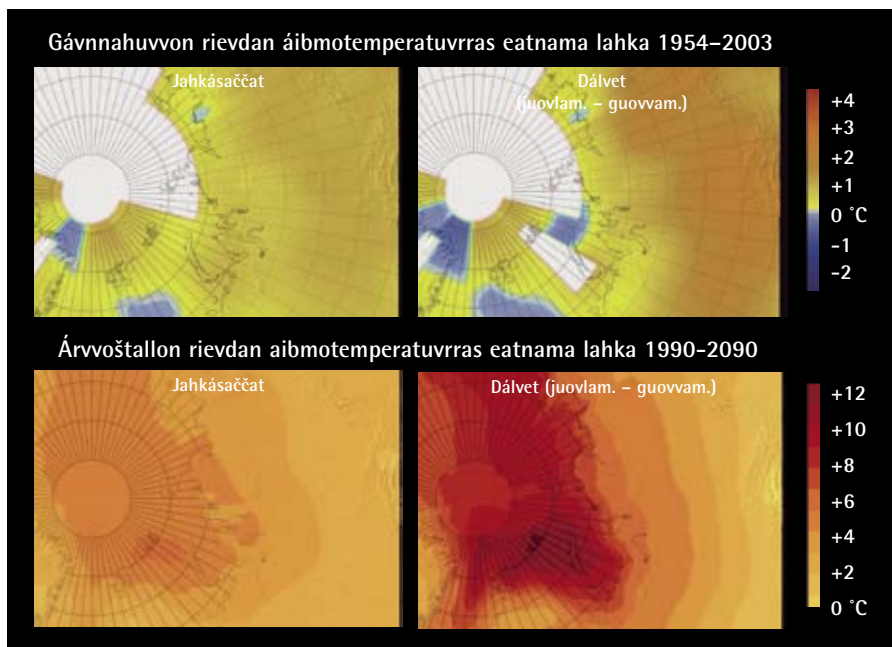 Gávnnahuvvon rievdan áibmotemperatuvrras eatnama lahka 1954–2003
Jahkásaččat
Dálvet
(juovlam. – guovvam.)
+4
+3
+2
+1
0 ˚C
–1
–2
Árvvoštallon rievdan aibmotemperatuvrras eatnama lahka 1990-2090
Jahkásaččat
Dálvet (juovlam. – guovvam.)
+12
+10
+8
+6
+4
+2
0 ˚C